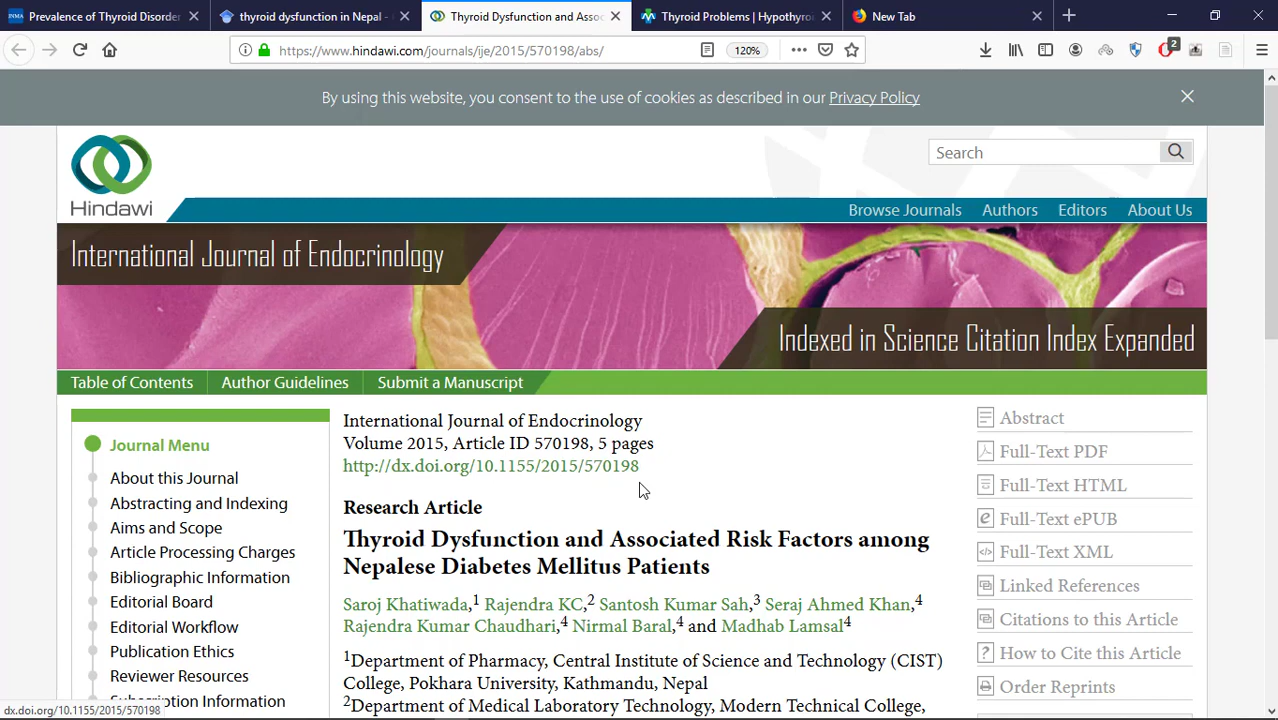 Prevalence of Thyroid Disorder
thyroid dysfunction in Nepal -
Thyroid Dysfunction and Asso
Thyroid Problems | Hypothyro
New Tab
https://www.hindawi.com/journals/ije/2015/570198/abs/
120%
2
By using this website, you consent to the use of cookies as described in our Privacy Policy
Hindawi
Search
Browse Journals Authors Editors About Us
International Journal of Endocrinology
Indexed in Science Citation Index Expanded
Table of Contents Author Guidelines Submit a Manuscript
Journal Menu
About this Journal
Abstracting and Indexing
Aims and Scope
Article Processing Charges
Bibliographic Information
Editorial Board
Editorial Workflow
Publication Ethics
Reviewer Resources
Subscription Information
International Journal of Endocrinology
Volume 2015, Article ID 570198, 5 pages
http://dx.doi.org/10.1155/2015/570198
Research Article
Thyroid Dysfunction and Associated Risk Factors among
Nepalese Diabetes Mellitus Patients
Saroj Khatiwada,1 Rajendra KC,2 Santosh Kumar Sah,3 Seraj Ahmed Khan,4
Rajendra Kumar Chaudhari,4 Nirmal Baral,4 and Madhab Lamsal4
1Department of Pharmacy, Central Institute of Science and Technology (CIST)
College, Pokhara University, Kathmandu, Nepal
2Department of Medical Laboratory Technology, Modern Technical College,
Abstract
Full-Text PDF
Full-Text HTML
Full-Text ePUB
Full-Text XML
Linked References
Citations to this Article
How to Cite this Article
Order Reprints
dx.doi.org/10.1155/2015/570198